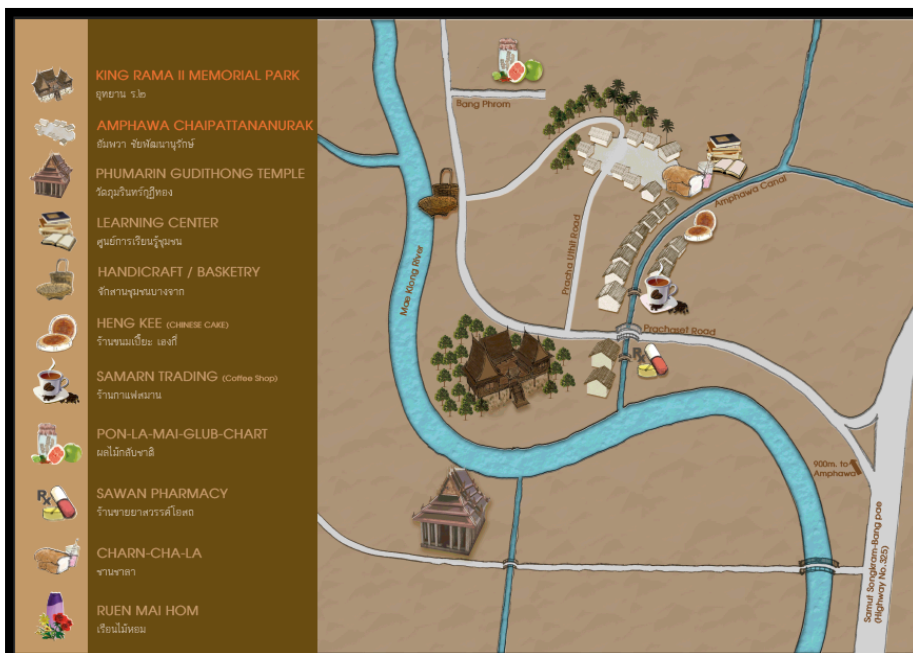 KING RAMA II MEMORIAL PARK
อุทยาน ร.๒
AMPHAWA CHAIPATTANANURAK
อัมพวา ชัยพัฒนานุรักษ์
PHUMARIN GUDITHONG TEMPLE
วัดภุมรินทร์กุฎีทอง
LEARNING CENTER
ศูนย์การเรียนรู้ชุมชน
HANDICRAFT / BASKETRY
จักสานชุมชนบางจาก
HENG KEE (CHINESE CAKE)
ร้านขนมเปี๊ยะ เฮงกี่
SAMARN TRADING (Coffee Shop)
ร้านกาแฟสมาน
PON-LA-MAI-GLUB-CHART
ผลไม้กลับชาติ
Rx
SAWAN PHARMACY
ร้านขายยาสวรรค์โอสถ
CHARN-CHA-LA
ชานชาลา
RUEN MAI HOM
เรือนไม้หอม
Bang Phrom
Amphawa Canal
Mae Klong River
Pracha Uthit Road
Prachaset Road
Rx
900m. to
Amphawa
Samut Songkram-Bang pae
(Highway No.325)